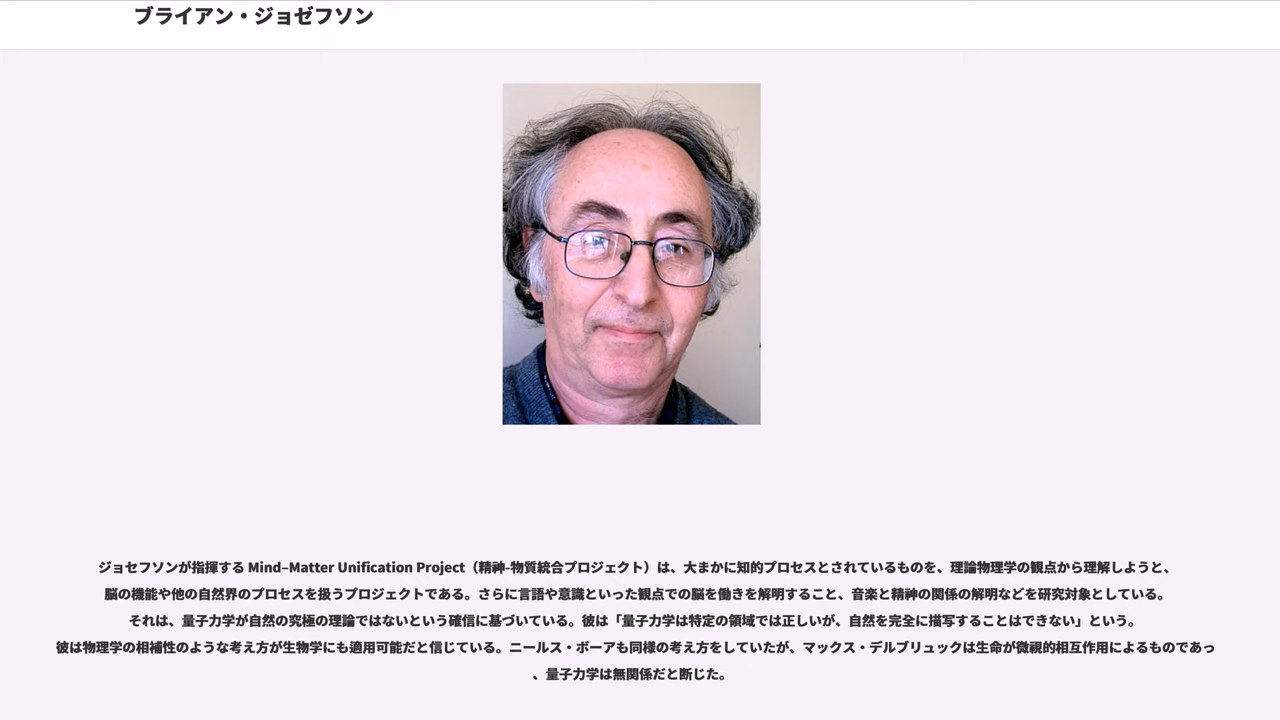 ブライアン・ジョゼフソン
ジョセフソンが指揮する Mind–Matter Unification Project（精神-物質統合プロジェクト）は、大まかに知的プロセスとされているものを、理論物理学の観点から理解しようと、
脳の機能や他の自然界のプロセスを扱うプロジェクトである。さらに言語や意識といった観点での脳を働きを解明すること、音楽と精神の関係の解明などを研究対象としている。
それは、量子力学が自然の究極の理論ではないという確信に基づいている。彼は「量子力学は特定の領域では正しいが、自然を完全に描写することはできない」という。
彼は物理学の相補性のような考え方が生物学にも適用可能だと信じている。ニールス・ボーアも同様の考え方をしていたが、マックス・デルブリュックは生命が微視的相互作用によるものであっ
、量子力学は無関係だと断じた。